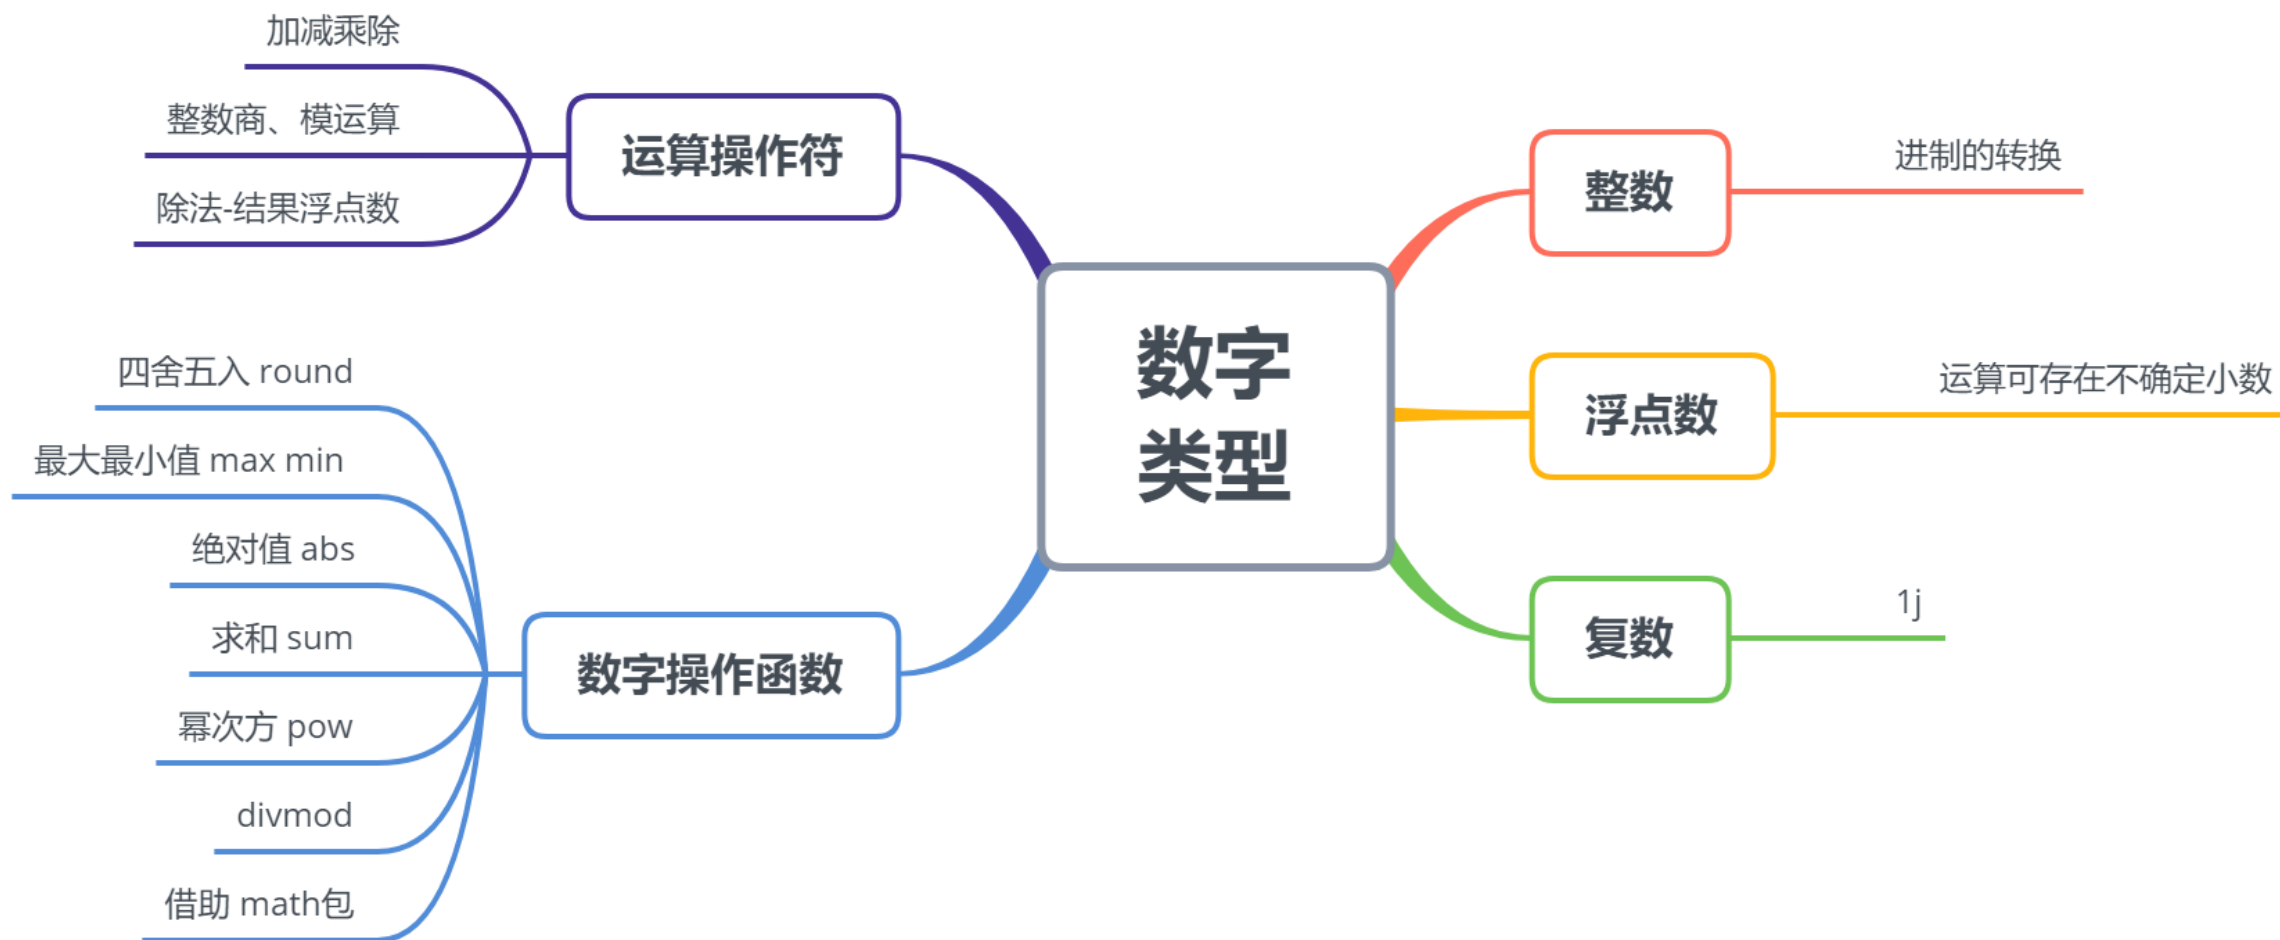 加减乘除
整数商、模运算
除法-结果浮点数
运算操作符
四舍五入 round
最大最小值 max min
绝对值 abs
求和 sum
幂次方 pow
divmod
借助 math包
数字操作函数
数字
类型
整数
进制的转换
浮点数
运算可存在不确定小数
复数
1j